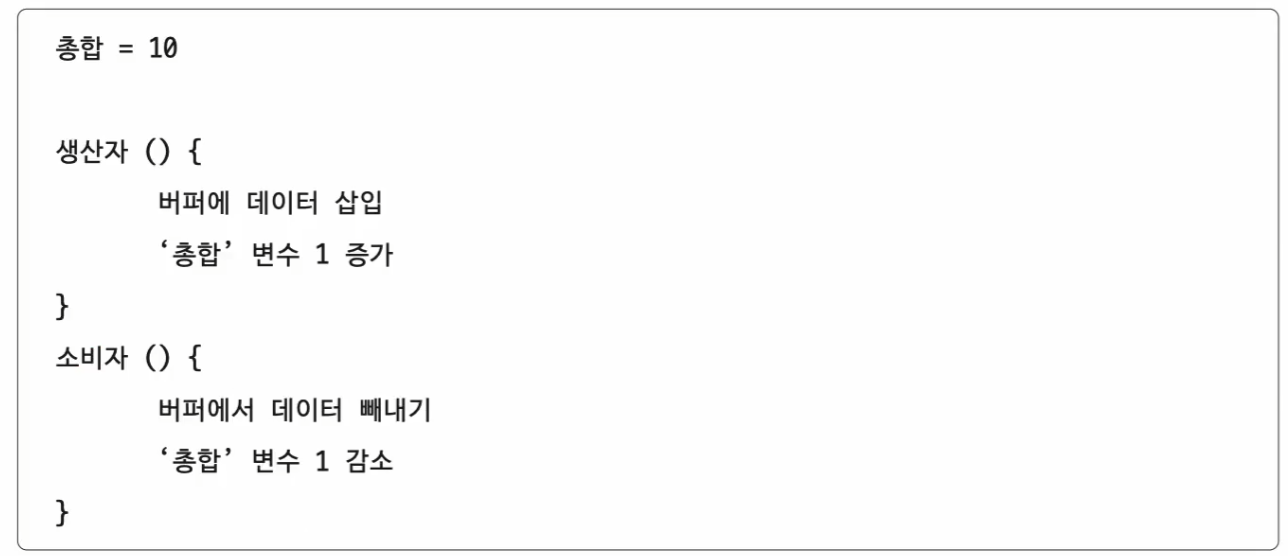 총합 = 10
생산자 () {
버퍼에 데이터 삽입
‘총합’ 변수 1 증가
}
소비자 () {
버퍼에서 데이터 빼내기
‘총합’ 변수 1 감소
}